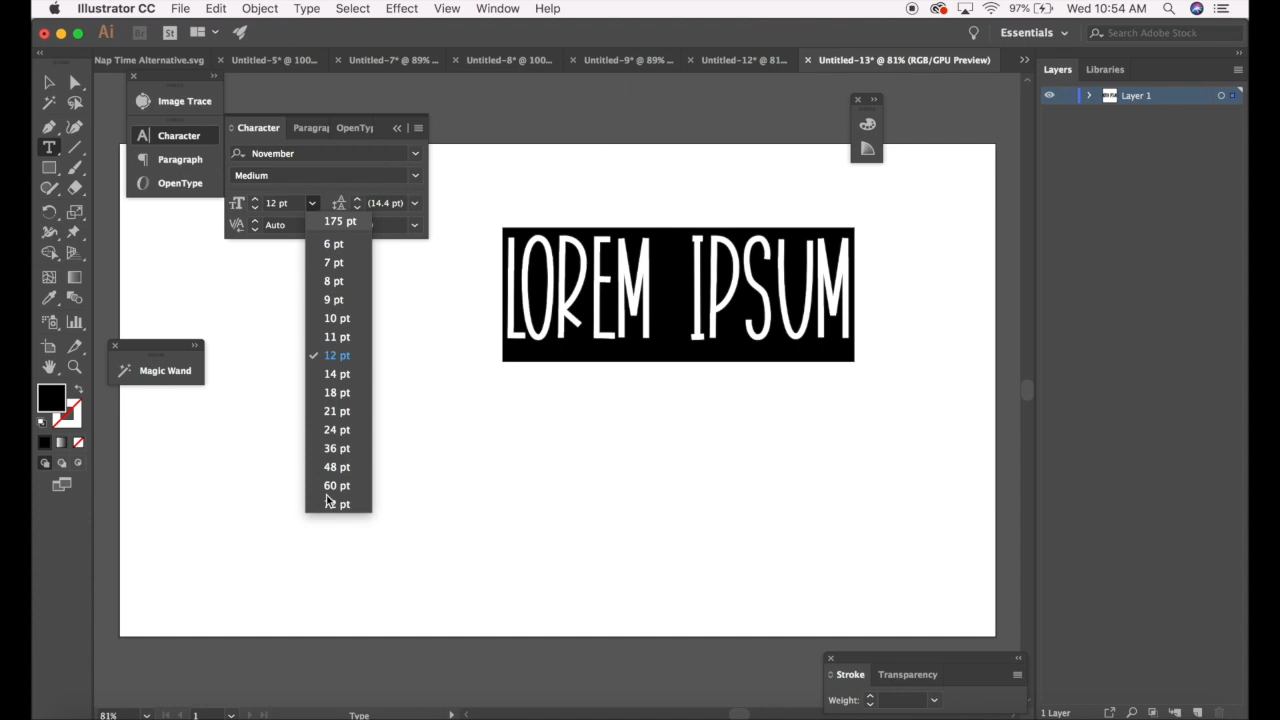 Illustrator CC File Edit Object Type Select Effect View Window Help 97% Wed 10:54 AM
Ai Br St Essentials Search Adobe Stock
Nap Time Alternative.svg Untitled-5* @ 100... Untitled-7* @ 89% ... Untitled-8* @ 100... Untitled-9* @ 89% ... Untitled-12* @ 81... Untitled-13* @ 81% (RGB/GPU Preview)
Layers Libraries
Layer 1
Image Trace
Character
Paragraph
OpenType
Character Paragra OpenTy
November
Medium
12 pt (14.4 pt)
Auto
175 pt
6 pt
7 pt
8 pt
9 pt
10 pt
11 pt
12 pt
14 pt
18 pt
21 pt
24 pt
36 pt
48 pt
60 pt
pt
LOREM IPSUM
Magic Wand
Stroke Transparency
Weight:
81% 1 Type
1 Layer